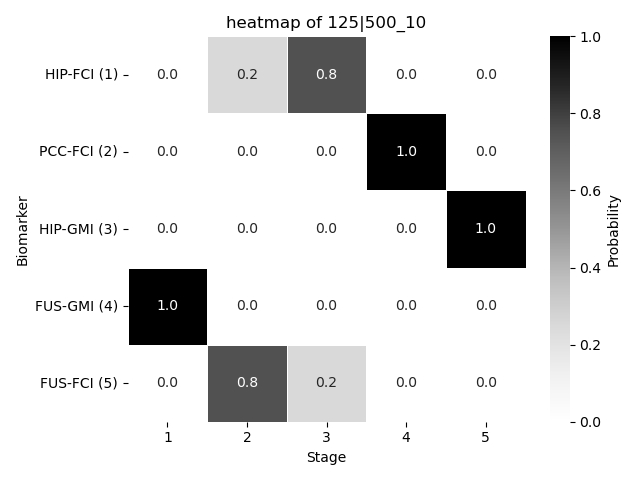 heatmap of 125|500_10
HIP-FCI (1) 0.0 0.2 0.8 0.0 0.0
PCC-FCI (2) 0.0 0.0 0.0 1.0 0.0
HIP-GMI (3) 0.0 0.0 0.0 0.0 1.0
FUS-GMI (4) 1.0 0.0 0.0 0.0 0.0
FUS-FCI (5) 0.0 0.8 0.2 0.0 0.0
1 2 3 4 5
Stage
Biomarker
1.0
0.8
0.6
0.4
0.2
0.0
Probability